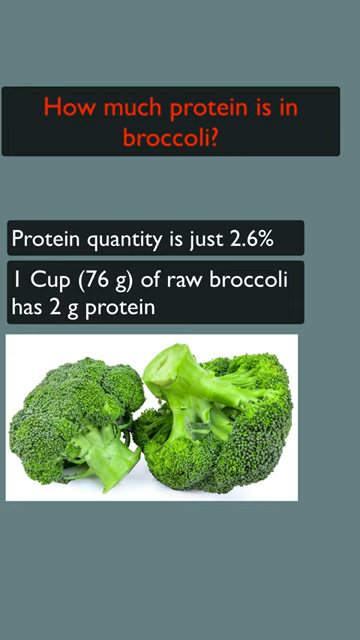 How much protein is in
broccoli?
Protein quantity is just 2.6%
1 Cup (76 g) of raw broccoli
has 2 g protein